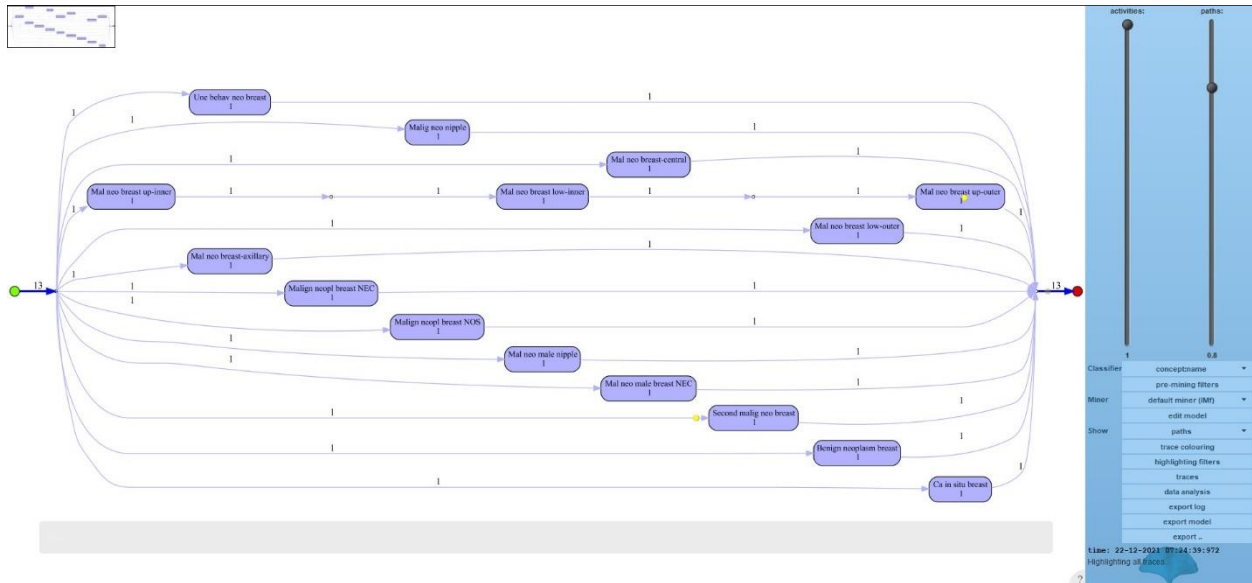 activities:
paths:
Une behav neo breast
1
1
1
Malig neo nipple
1
1
1
Mal neo breast-central
1
1
1
Mal neo breast up-inner
1
1
1
1
Mal neo breast low-inner
1
1
1
Mal neo breast up-outer
1
1
1
Mal neo breast low-outer
1
1
1
Mal neo breast-axillary
1
1
1
13
Malign neopl breast NEC
1
1
1
13
Malign neopl breast NOS
1
1
1
Mal neo male nipple
1
1
1
Mal neo male breast NEC
1
1
1
Second malig neo breast
1
1
1
Benign neoplasm breast
1
1
1
Ca in situ breast
1
1
1
1
0.8
Classifier
concept:name
pre-mining filters
Miner
default miner (IMf)
edit model
Show
paths
trace colouring
highlighting filters
traces
data analysis
export log
export model
export ..
time: 22-12-2021 07:24:39:972
Highlighting all traces
?